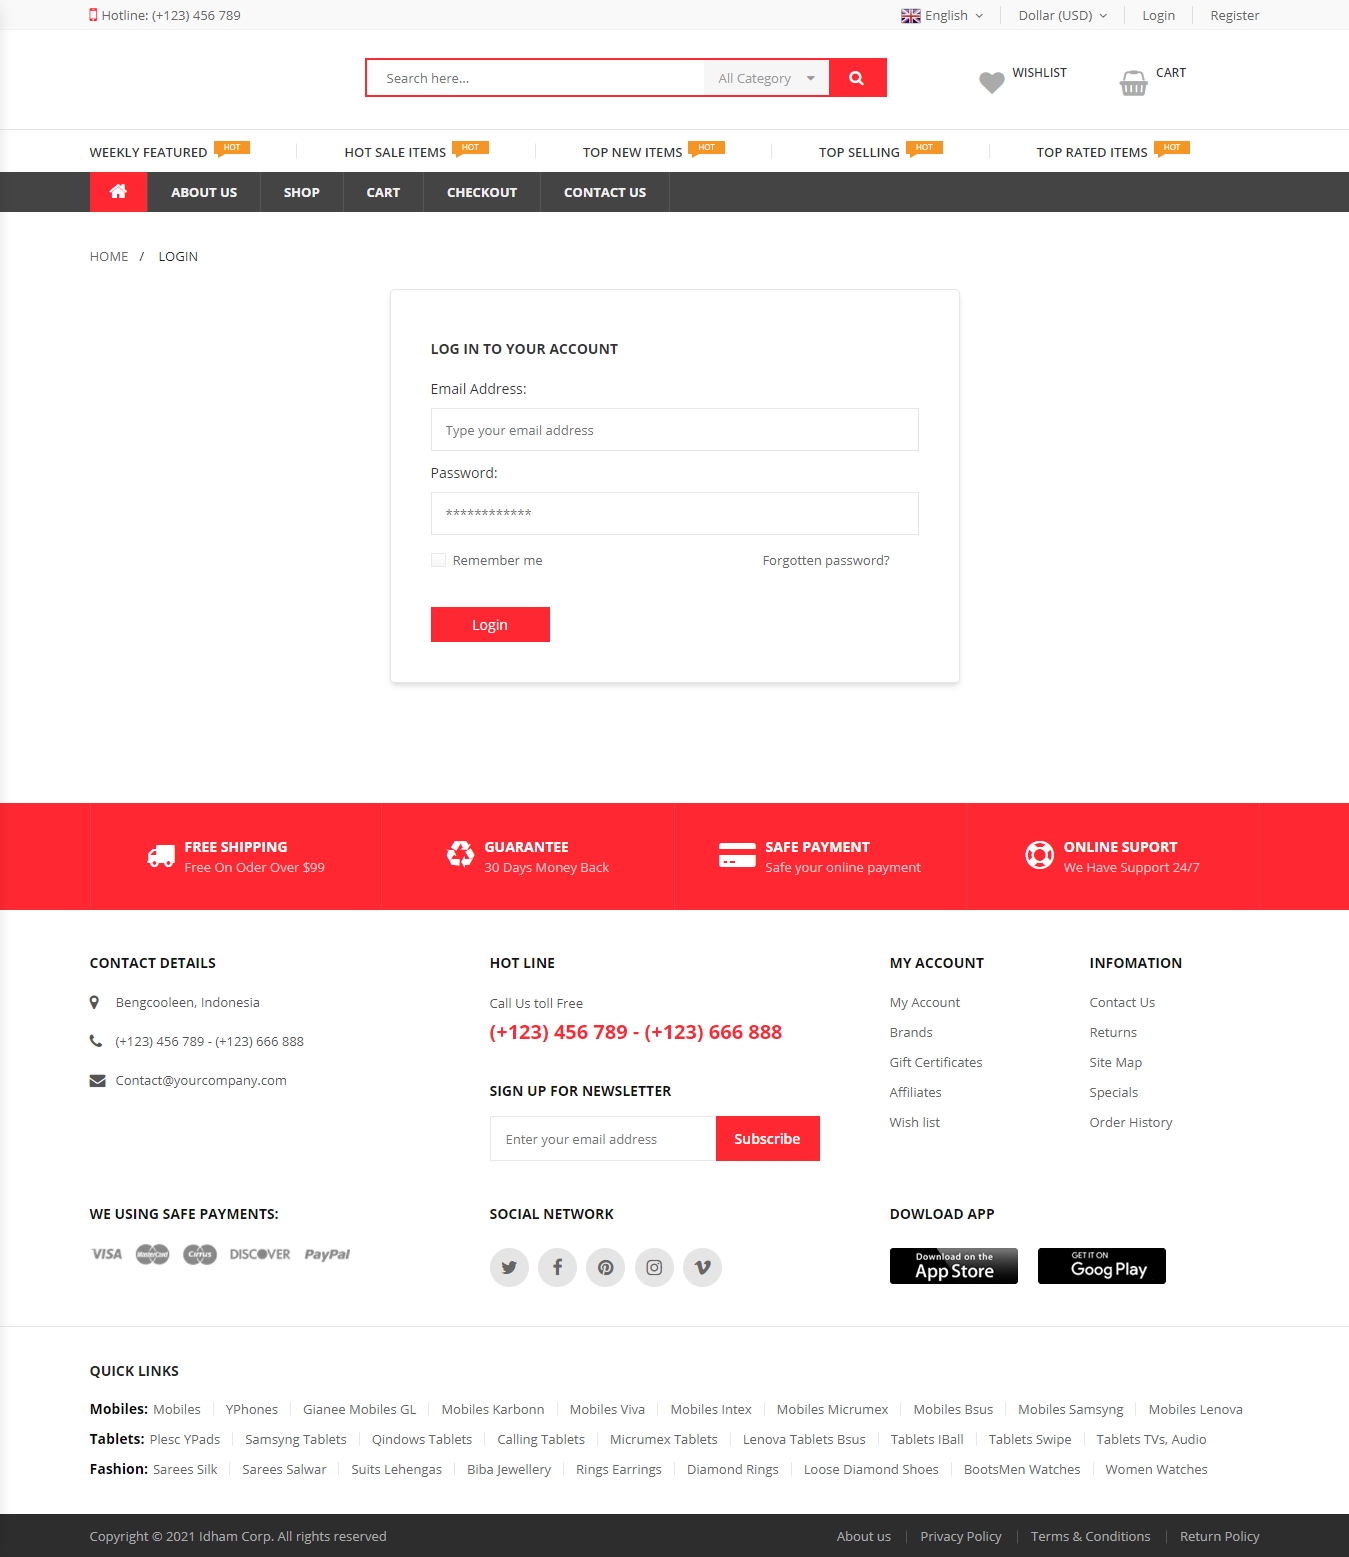 Hotline: (+123) 456 789
English
Dollar (USD)
Login
Register
Search here...
All Category
WISHLIST
CART
WEEKLY FEATURED HOT
HOT SALE ITEMS HOT
TOP NEW ITEMS HOT
TOP SELLING HOT
TOP RATED ITEMS HOT
ABOUT US
SHOP
CART
CHECKOUT
CONTACT US
HOME / LOGIN
LOG IN TO YOUR ACCOUNT
Email Address:
Type your email address
Password:
************
Remember me
Forgotten password?
Login
FREE SHIPPING
Free On Oder Over $99
GUARANTEE
30 Days Money Back
SAFE PAYMENT
Safe your online payment
ONLINE SUPORT
We Have Support 24/7
CONTACT DETAILS
Bengcooleen, Indonesia
(+123) 456 789 - (+123) 666 888
Contact@yourcompany.com
HOT LINE
Call Us toll Free
(+123) 456 789 - (+123) 666 888
SIGN UP FOR NEWSLETTER
Enter your email address
Subscribe
MY ACCOUNT
My Account
Brands
Gift Certificates
Affiliates
Wish list
INFOMATION
Contact Us
Returns
Site Map
Specials
Order History
WE USING SAFE PAYMENTS:
VISA MasterCard Cirrus DISCOVER PayPal
SOCIAL NETWORK
DOWLOAD APP
Download on the
App Store
GET IT ON
Goog Play
QUICK LINKS
Mobiles: Mobiles YPhones Gianee Mobiles GL Mobiles Karbonn Mobiles Viva Mobiles Intex Mobiles Micrumex Mobiles Bsus Mobiles Samsyng Mobiles Lenova
Tablets: Plesc YPads Samsyng Tablets Qindows Tablets Calling Tablets Micrumex Tablets Lenova Tablets Bsus Tablets IBall Tablets Swipe Tablets TVs, Audio
Fashion: Sarees Silk Sarees Salwar Suits Lehengas Biba Jewellery Rings Earrings Diamond Rings Loose Diamond Shoes BootsMen Watches Women Watches
Copyright © 2021 Idham Corp. All rights reserved
About us
Privacy Policy
Terms & Conditions
Return Policy